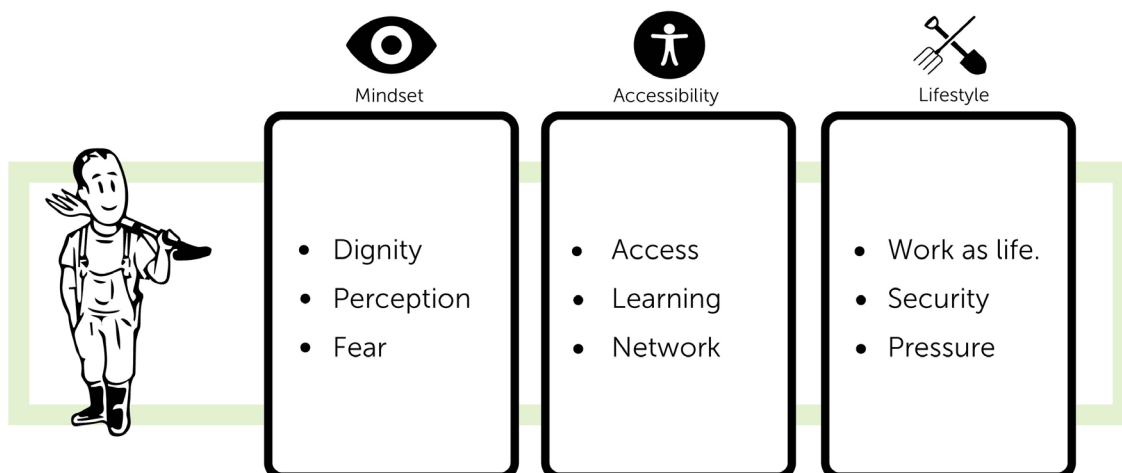 Mindset
Accessibility
Lifestyle
• Dignity
• Perception
• Fear
• Access
• Learning
• Network
• Work as life.
• Security
• Pressure